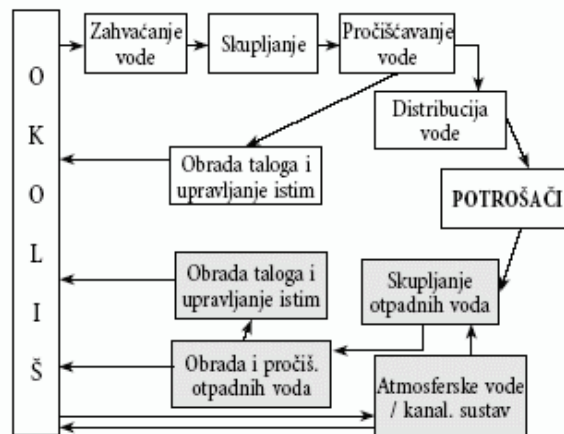 Zahvaćanje
vode
Skupljanje
Pročišćavanje
vode
Distribucija
vode
Obrada taloga i
upravljanje istim
POTROŠAČI
Obrada taloga i
upravljanje istim
Skupljanje
otpadnih voda
Obrada i pročiš.
otpadnih voda
Atmosferske vode
/ kanal. sustav
O
K
O
L
I
Š